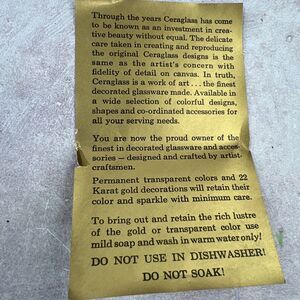 Through the years Ceraglass has come
to be known as an investment in crea-
tive beauty without equal. The delicate
care taken in creating and reproducing
the original Ceraglass designs is the
same as the artist's concern with
fidelity of detail on canvas. In truth,
Ceraglass is a work of art . . . the finest
decorated glassware made. Available in
a wide selection of colorful designs,
shapes and co-ordinated accessories for
all your serving needs.
You are now the proud owner of the
finest in decorated glassware and acces-
sories — designed and crafted by artist-
craftsmen.
Permanent transparent colors and 22
Karat gold decorations will retain their
color and sparkle with minimum care.
To bring out and retain the rich lustre
of the gold or transparent color use
mild soap and wash in warm water only!
DO NOT USE IN DISHWASHER!
DO NOT SOAK!